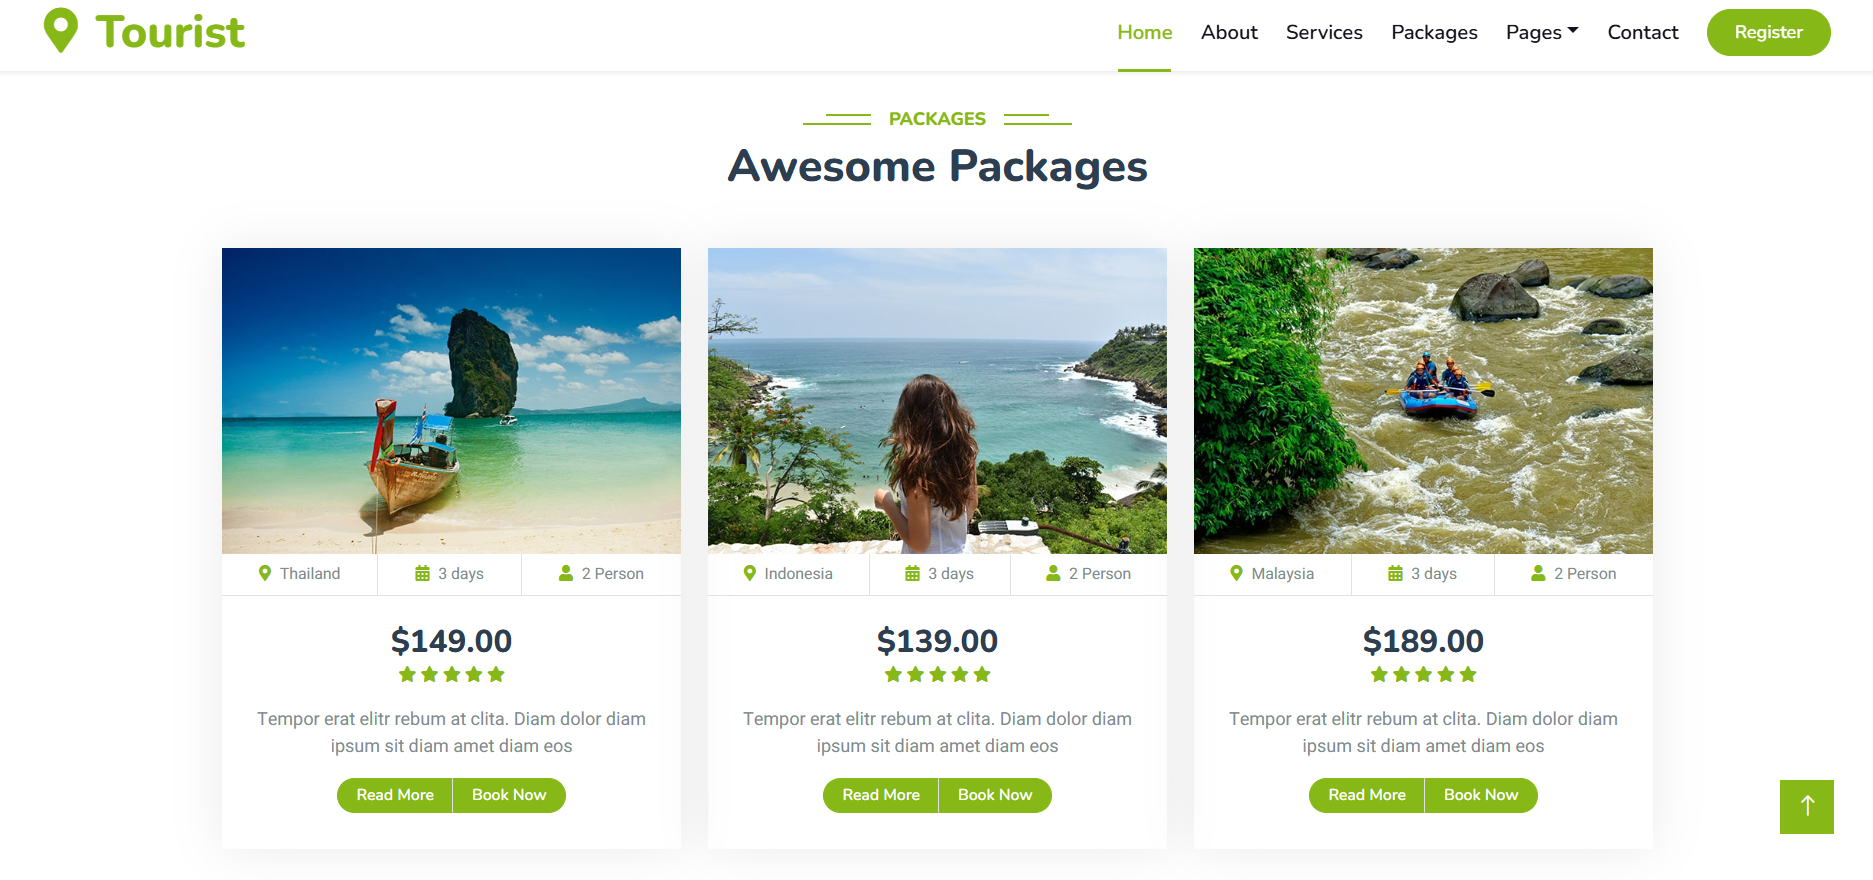 Tourist
Home About Services Packages Pages Contact Register
PACKAGES
Awesome Packages
Thailand 3 days 2 Person
$149.00
Tempor erat elitr rebum at clita. Diam dolor diam
ipsum sit diam amet diam eos
Read More Book Now
Indonesia 3 days 2 Person
$139.00
Tempor erat elitr rebum at clita. Diam dolor diam
ipsum sit diam amet diam eos
Read More Book Now
Malaysia 3 days 2 Person
$189.00
Tempor erat elitr rebum at clita. Diam dolor diam
ipsum sit diam amet diam eos
Read More Book Now